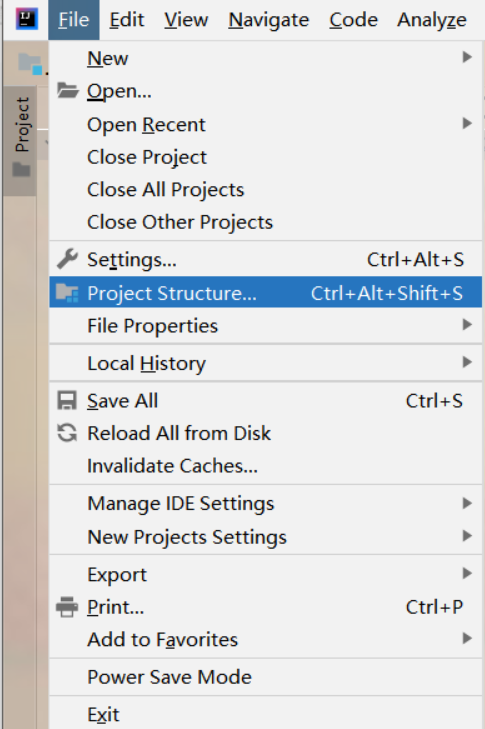 IJ
File Edit View Navigate Code Analyze
Project
New
Open...
Open Recent
Close Project
Close All Projects
Close Other Projects
Settings... Ctrl+Alt+S
Project Structure... Ctrl+Alt+Shift+S
File Properties
Local History
Save All Ctrl+S
Reload All from Disk
Invalidate Caches...
Manage IDE Settings
New Projects Settings
Export
Print... Ctrl+P
Add to Favorites
Power Save Mode
Exit